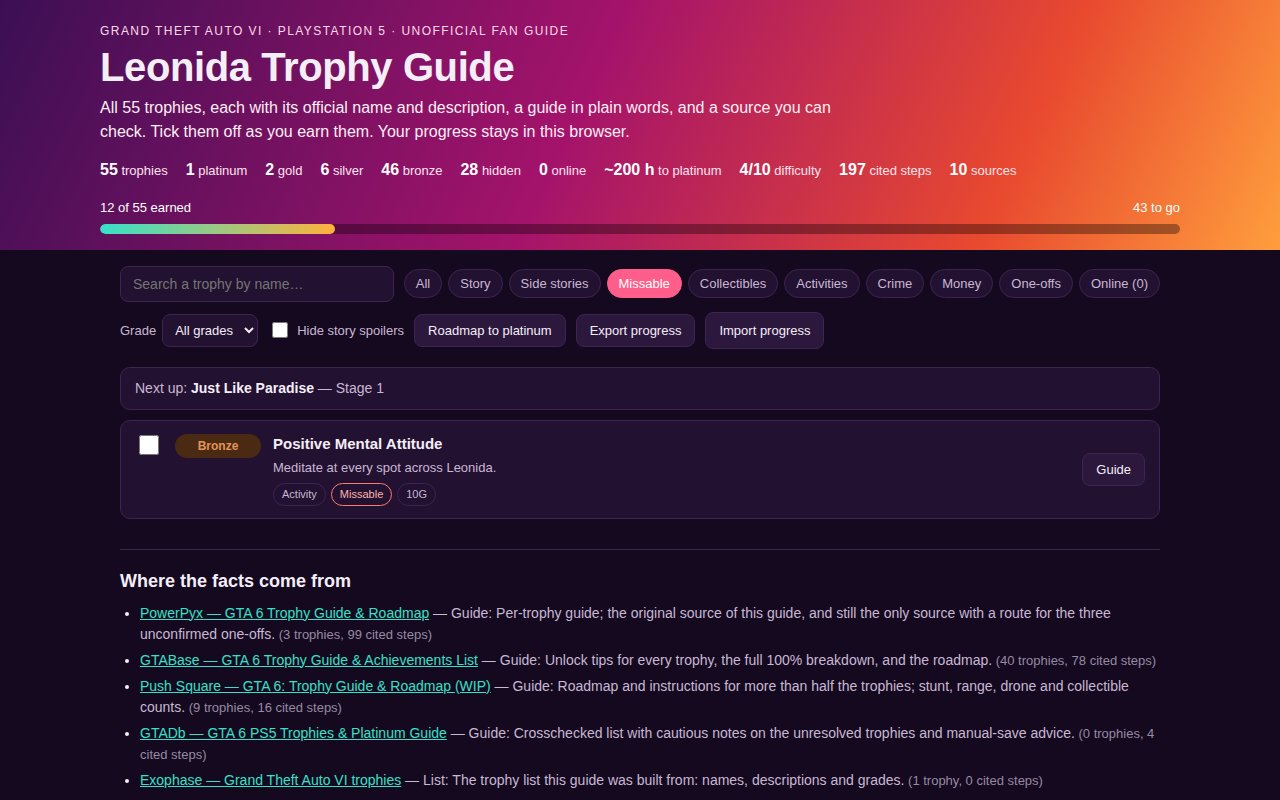 GRAND THEFT AUTO VI · PLAYSTATION 5 · UNOFFICIAL FAN GUIDE
Leonida Trophy Guide
All 55 trophies, each with its official name and description, a guide in plain words, and a source you can
check. Tick them off as you earn them. Your progress stays in this browser.
55 trophies 1 platinum 2 gold 6 silver 46 bronze 28 hidden 0 online ~200 h to platinum 4/10 difficulty 197 cited steps 10 sources
12 of 55 earned 43 to go
Search a trophy by name… All Story Side stories Missable Collectibles Activities Crime Money One-offs Online (0)
Grade All grades Hide story spoilers Roadmap to platinum Export progress Import progress
Next up: Just Like Paradise — Stage 1
Bronze Positive Mental Attitude
Meditate at every spot across Leonida.
Activity Missable 10G
Guide
Where the facts come from
PowerPyx — GTA 6 Trophy Guide & Roadmap — Guide: Per-trophy guide; the original source of this guide, and still the only source with a route for the three
unconfirmed one-offs. (3 trophies, 99 cited steps)
GTABase — GTA 6 Trophy Guide & Achievements List — Guide: Unlock tips for every trophy, the full 100% breakdown, and the roadmap. (40 trophies, 78 cited steps)
Push Square — GTA 6: Trophy Guide & Roadmap (WIP) — Guide: Roadmap and instructions for more than half the trophies; stunt, range, drone and collectible
counts. (9 trophies, 16 cited steps)
GTADb — GTA 6 PS5 Trophies & Platinum Guide — Guide: Crosschecked list with cautious notes on the unresolved trophies and manual-save advice. (0 trophies, 4
cited steps)
Exophase — Grand Theft Auto VI trophies — List: The trophy list this guide was built from: names, descriptions and grades. (1 trophy, 0 cited steps)